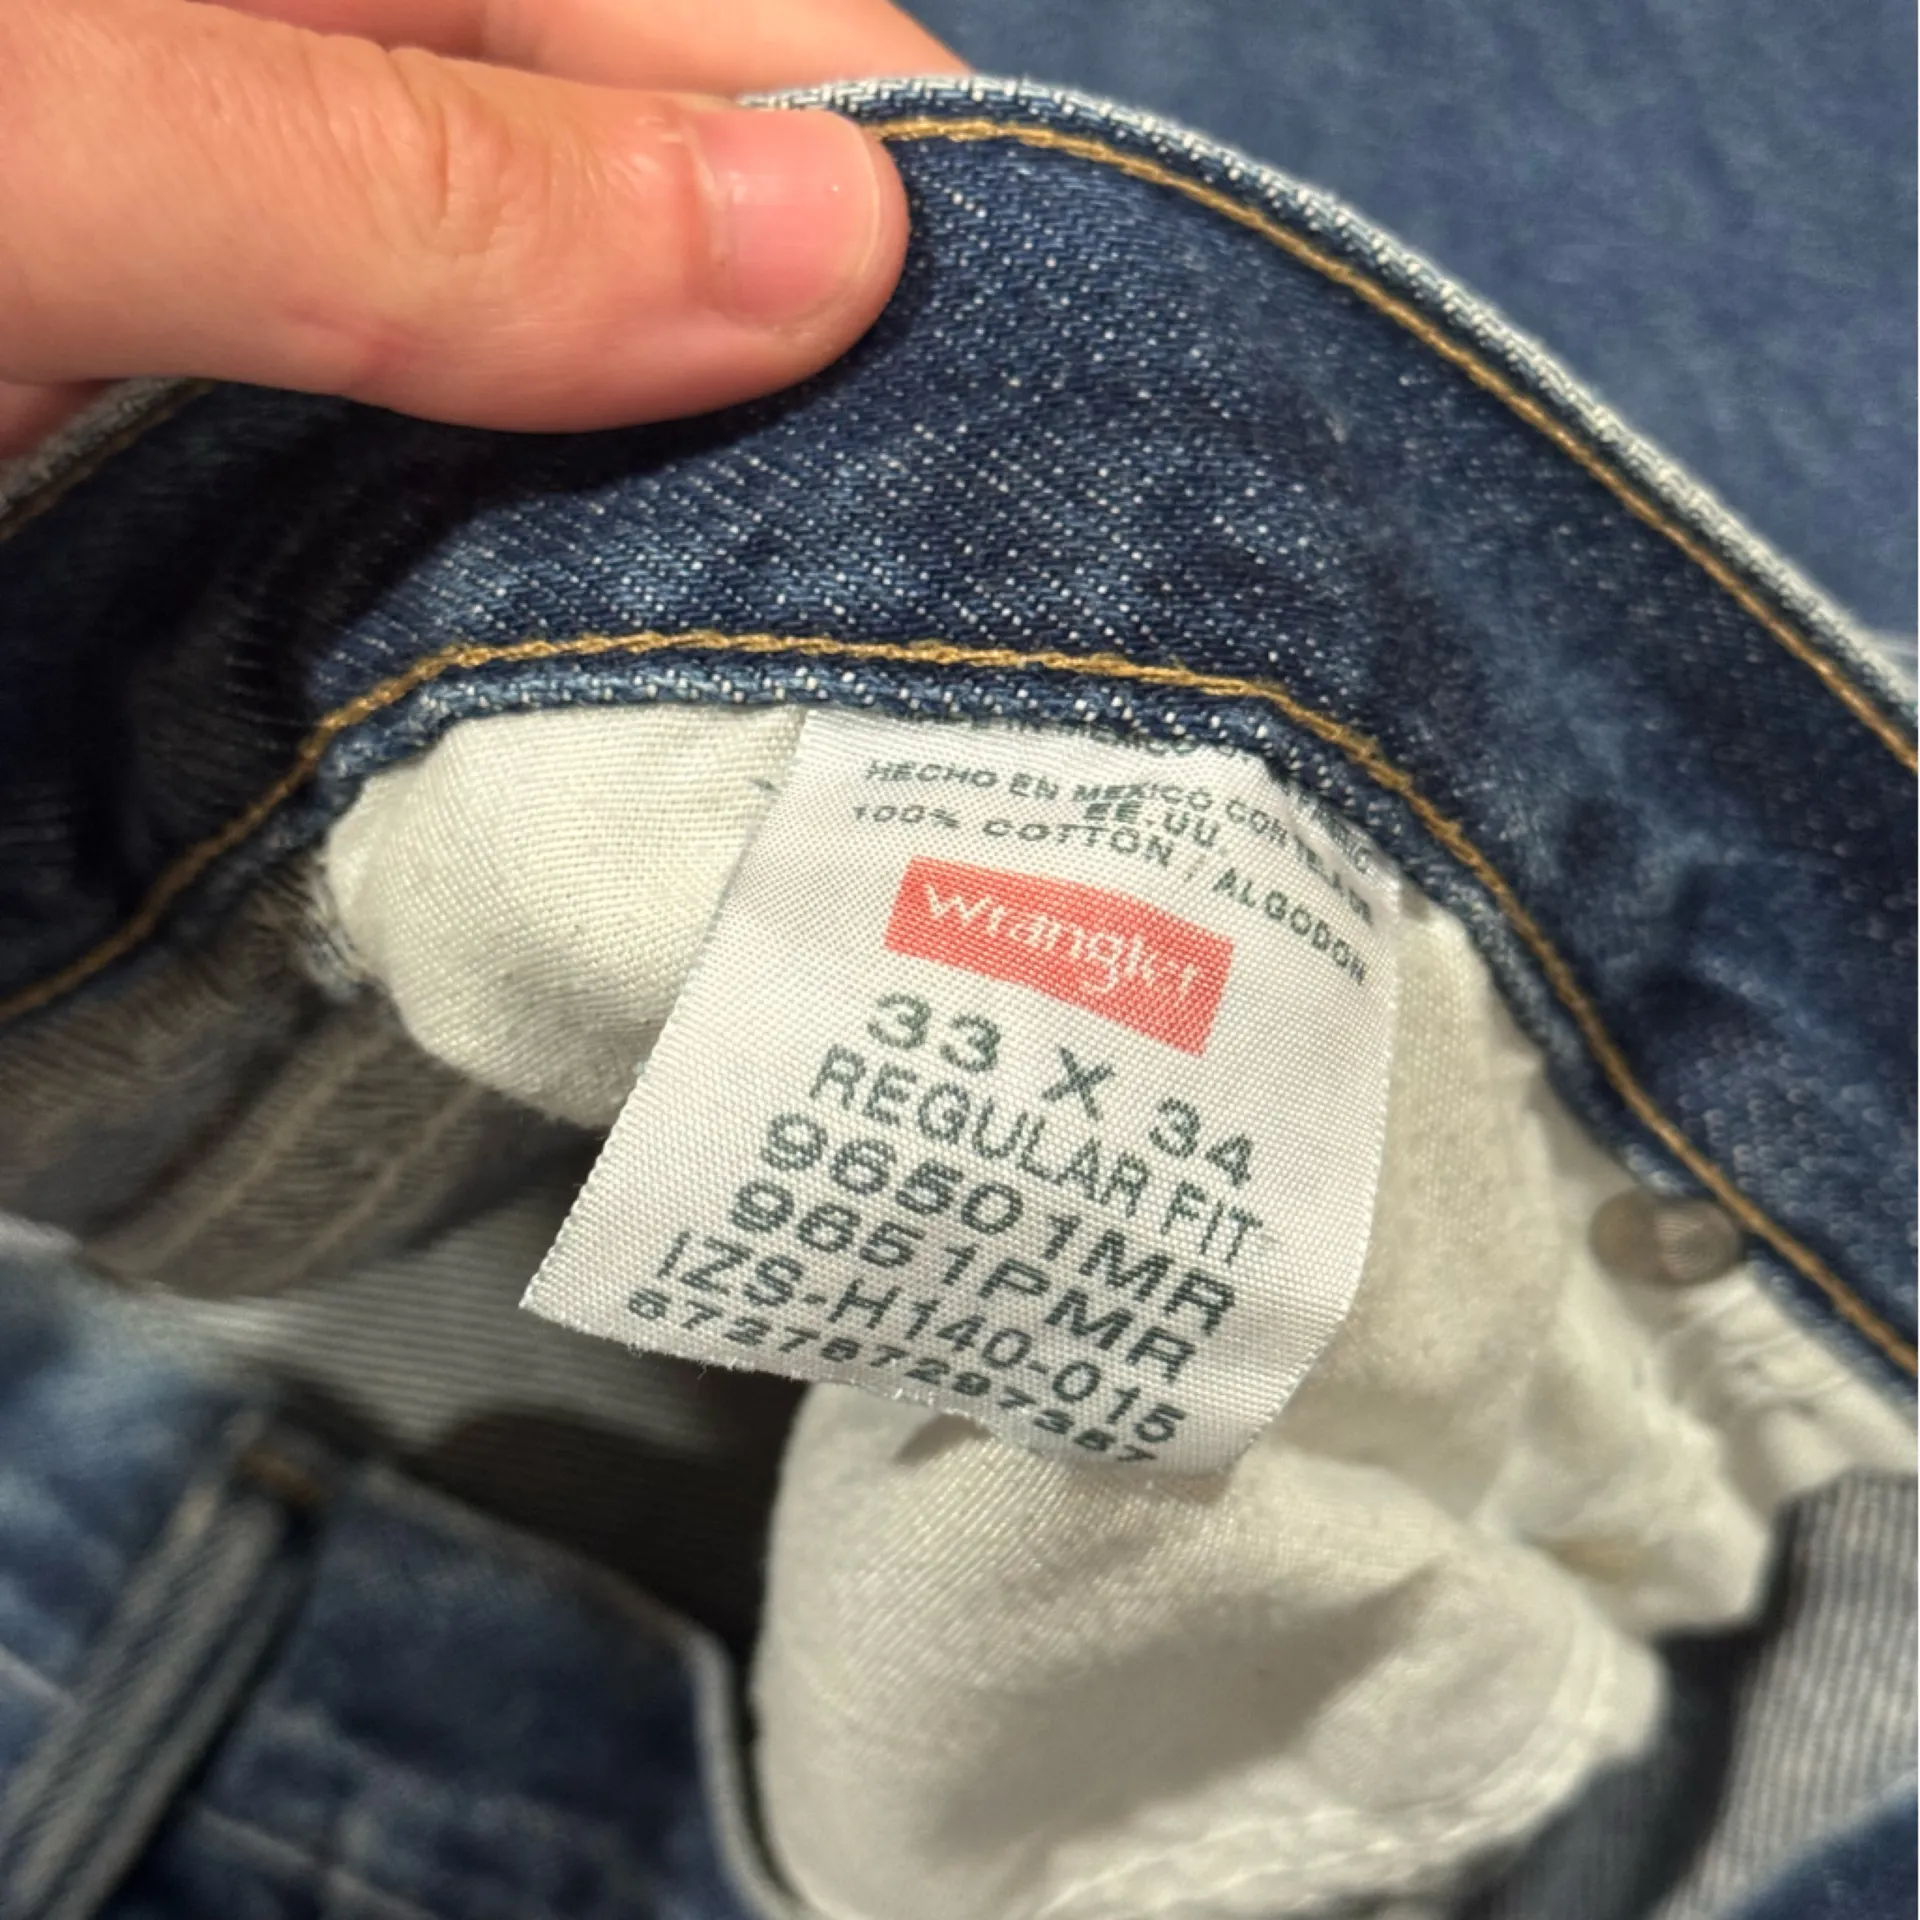 HECHO EN MEXICO CON TELA DE
EE.UU.
100% COTTON / ALGODON
Wrangler
33 X 34
REGULAR FIT
96501MR
9651PMR
IZS-H140-015
872787297357